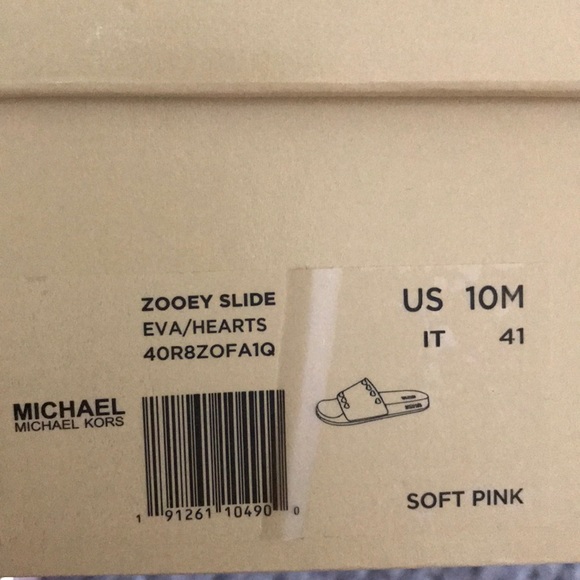 ZOOEY SLIDE
EVA/HEARTS
40R8ZOFA1Q
US 10M
IT 41
MICHAEL
MICHAEL KORS
1 91261 10490 0
SOFT PINK